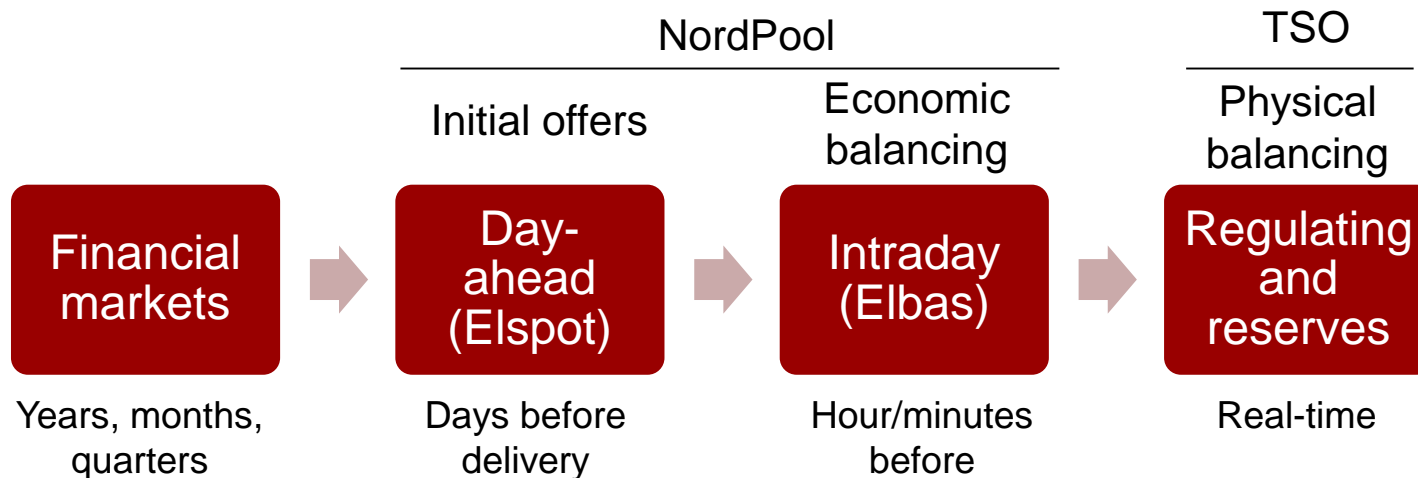 NordPool
TSO
Initial offers
Economic
balancing
Physical
balancing
Financial
markets
Day-
ahead
(Elspot)
Intraday
(Elbas)
Regulating
and
reserves
Years, months,
quarters
Days before
delivery
Hour/minutes
before
Real-time